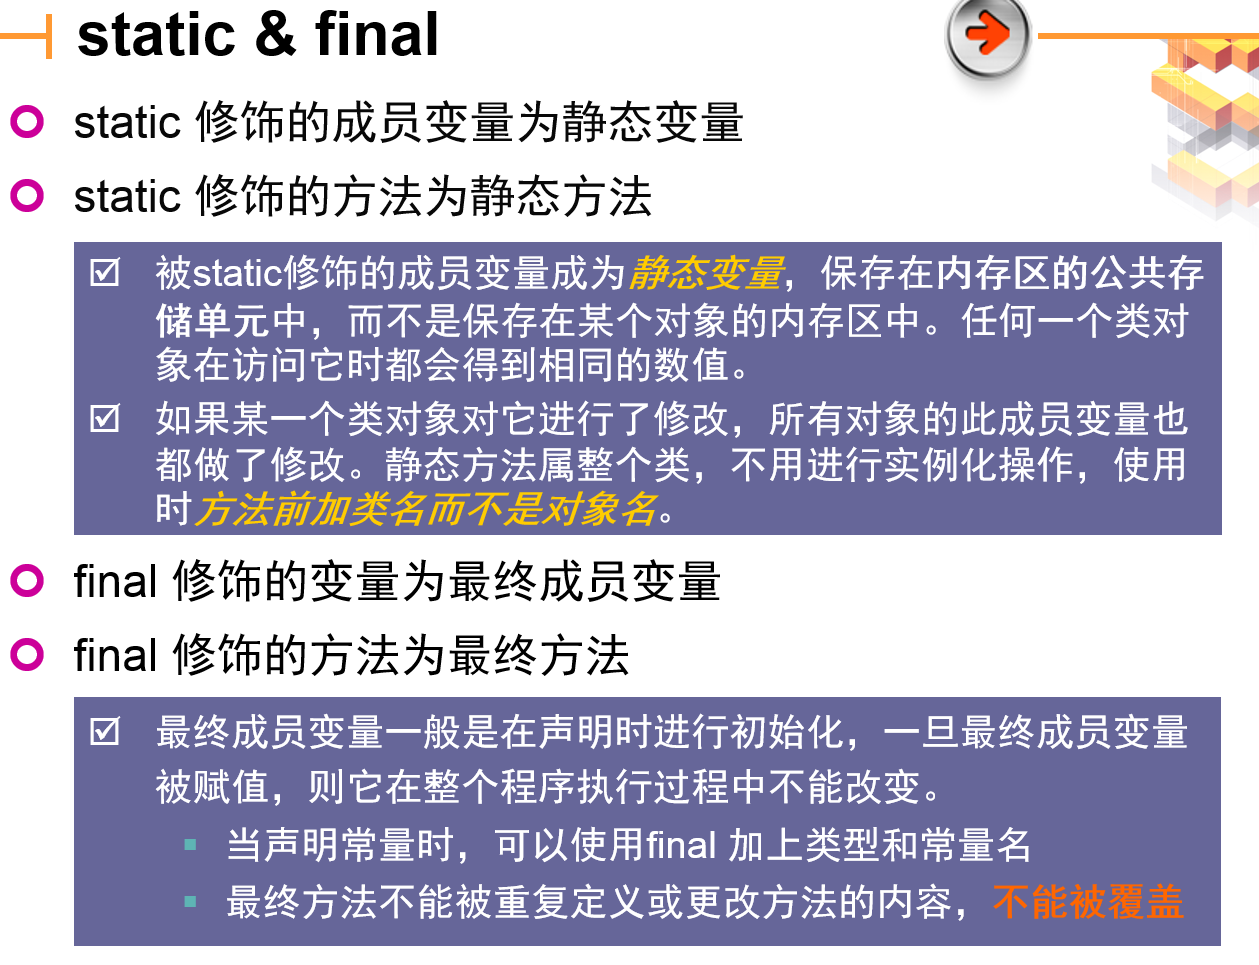 static & final
static 修饰的成员变量为静态变量
static 修饰的方法为静态方法
被static修饰的成员变量成为静态变量，保存在内存区的公共存
储单元中，而不是保存在某个对象的内存区中。任何一个类对
象在访问它时都会得到相同的数值。
如果某一个类对象对它进行了修改，所有对象的此成员变量也
都做了修改。静态方法属整个类，不用进行实例化操作，使用
时方法前加类名而不是对象名。
final 修饰的变量为最终成员变量
final 修饰的方法为最终方法
最终成员变量一般是在声明时进行初始化，一旦最终成员变量
被赋值，则它在整个程序执行过程中不能改变。
当声明常量时，可以使用final 加上类型和常量名
最终方法不能被重复定义或更改方法的内容，不能被覆盖